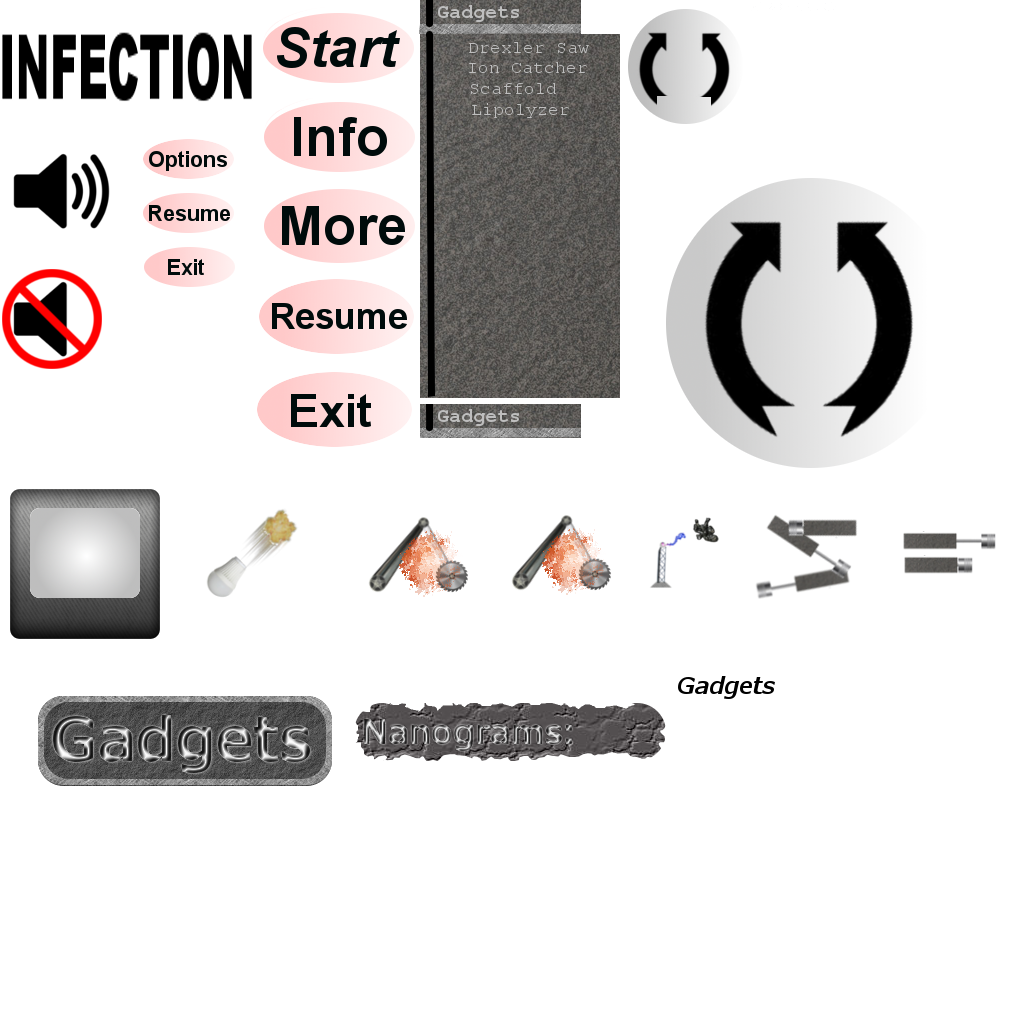 INFECTION
Start
Info
More
Resume
Exit
Options
Resume
Exit
Gadgets
Drexler Saw
Ion Catcher
Scaffold
Lipolyzer
Gadgets
Gadgets
Nanograms:
Gadgets